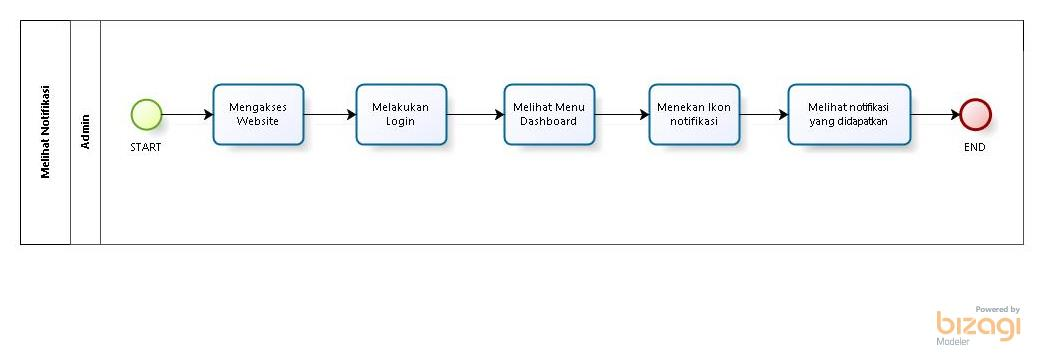 Melihat Notifikasi
Admin
START
Mengakses
Website
Melakukan
Login
Melihat Menu
Dashboard
Menekan Ikon
notifikasi
Melihat notifikasi
yang didapatkan
END
Powered by
bizagi
Modeler